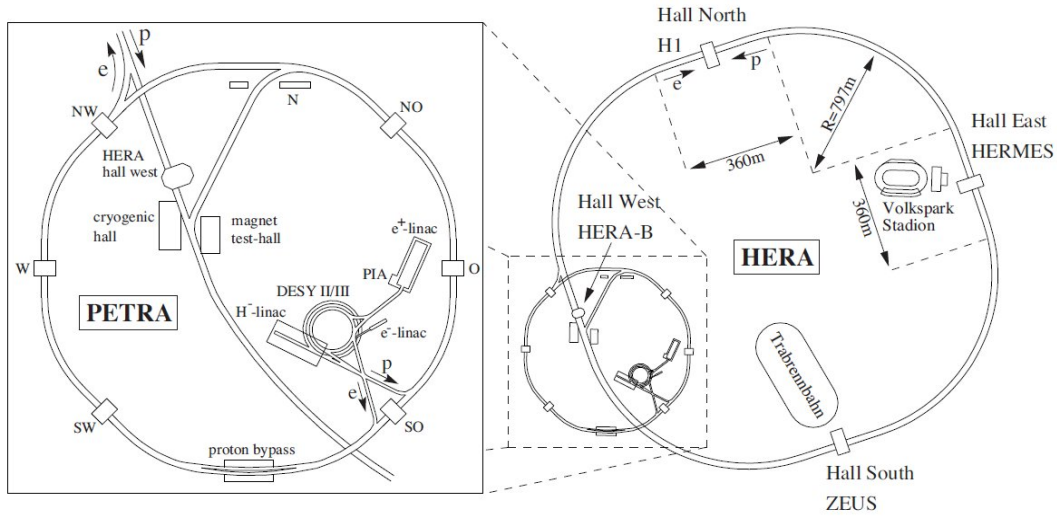 p
e
NW
N
NO
HERA
hall west
cryogenic
hall
magnet
test-hall
e+-linac
W
PIA
O
PETRA
DESY II/III
H--linac
e--linac
p
e
SW
SO
proton bypass
Hall North
H1
e
p
R=797m
360m
Hall East
HERMES
Hall West
HERA-B
360m
Volkspark
Stadion
HERA
Trabrennbahn
Hall South
ZEUS